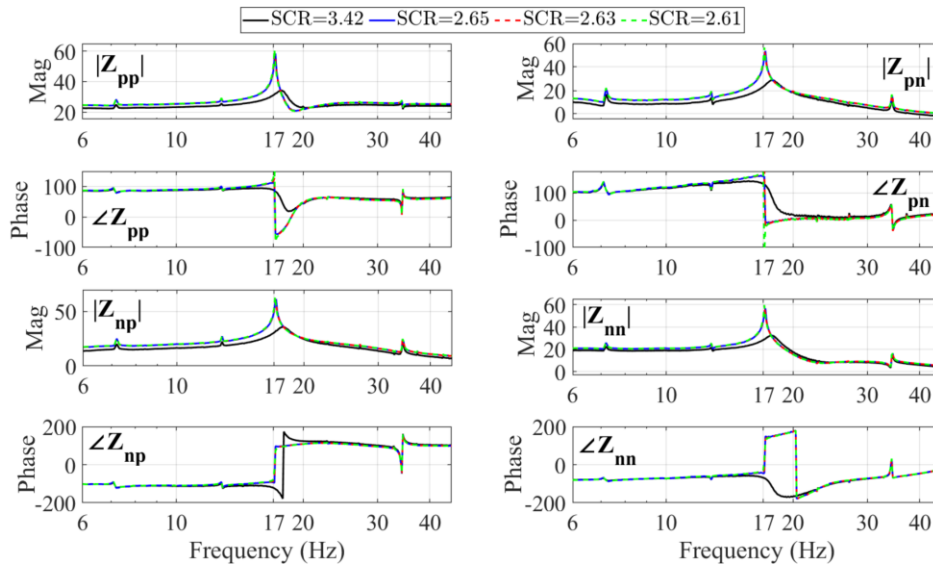 SCR=3.42 SCR=2.65 SCR=2.63 SCR=2.61
Mag
60
40
20
|Zpp|
6 10 17 20 30 40
Mag
60
40
20
0
|Zpn|
6 10 17 20 30 40
Phase
100
0
-100
∠Zpp
6 10 17 20 30 40
Phase
100
0
-100
∠Zpn
6 10 17 20 30 40
Mag
50
0
|Znp|
6 10 17 20 30 40
Mag
60
40
20
0
|Znn|
6 10 17 20 30 40
Phase
200
0
-200
∠Znp
6 10 17 20 30 40
Frequency (Hz)
Phase
200
0
-200
∠Znn
6 10 17 20 30 40
Frequency (Hz)